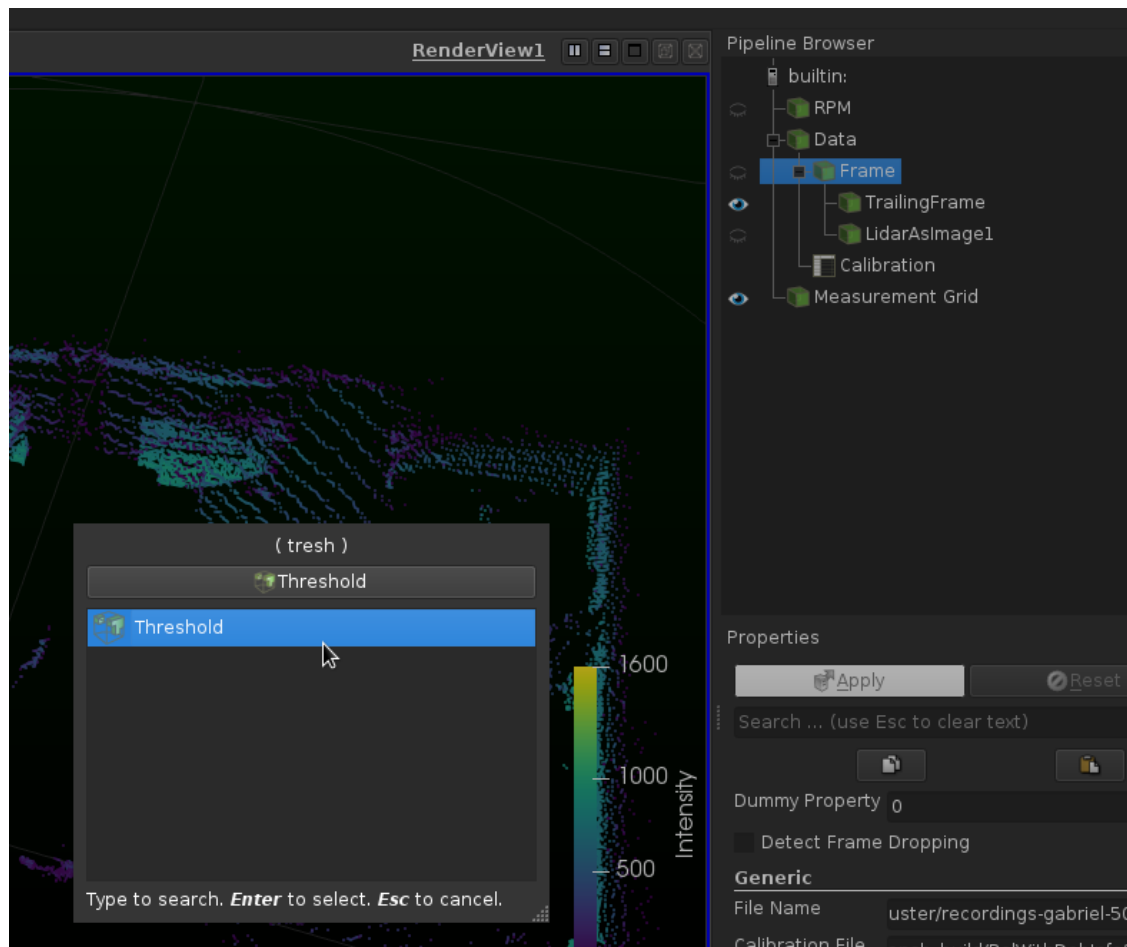 RenderView1
Pipeline Browser
builtin:
RPM
Data
Frame
TrailingFrame
LidarAsImage1
Calibration
Measurement Grid
( tresh )
Threshold
Threshold
Type to search. Enter to select. Esc to cancel.
1600
1000
500
Intensity
Properties
Apply
Reset
Search ... (use Esc to clear text)
Dummy Property 0
Detect Frame Dropping
Generic
File Name uster/recordings-gabriel-50
Calibration File